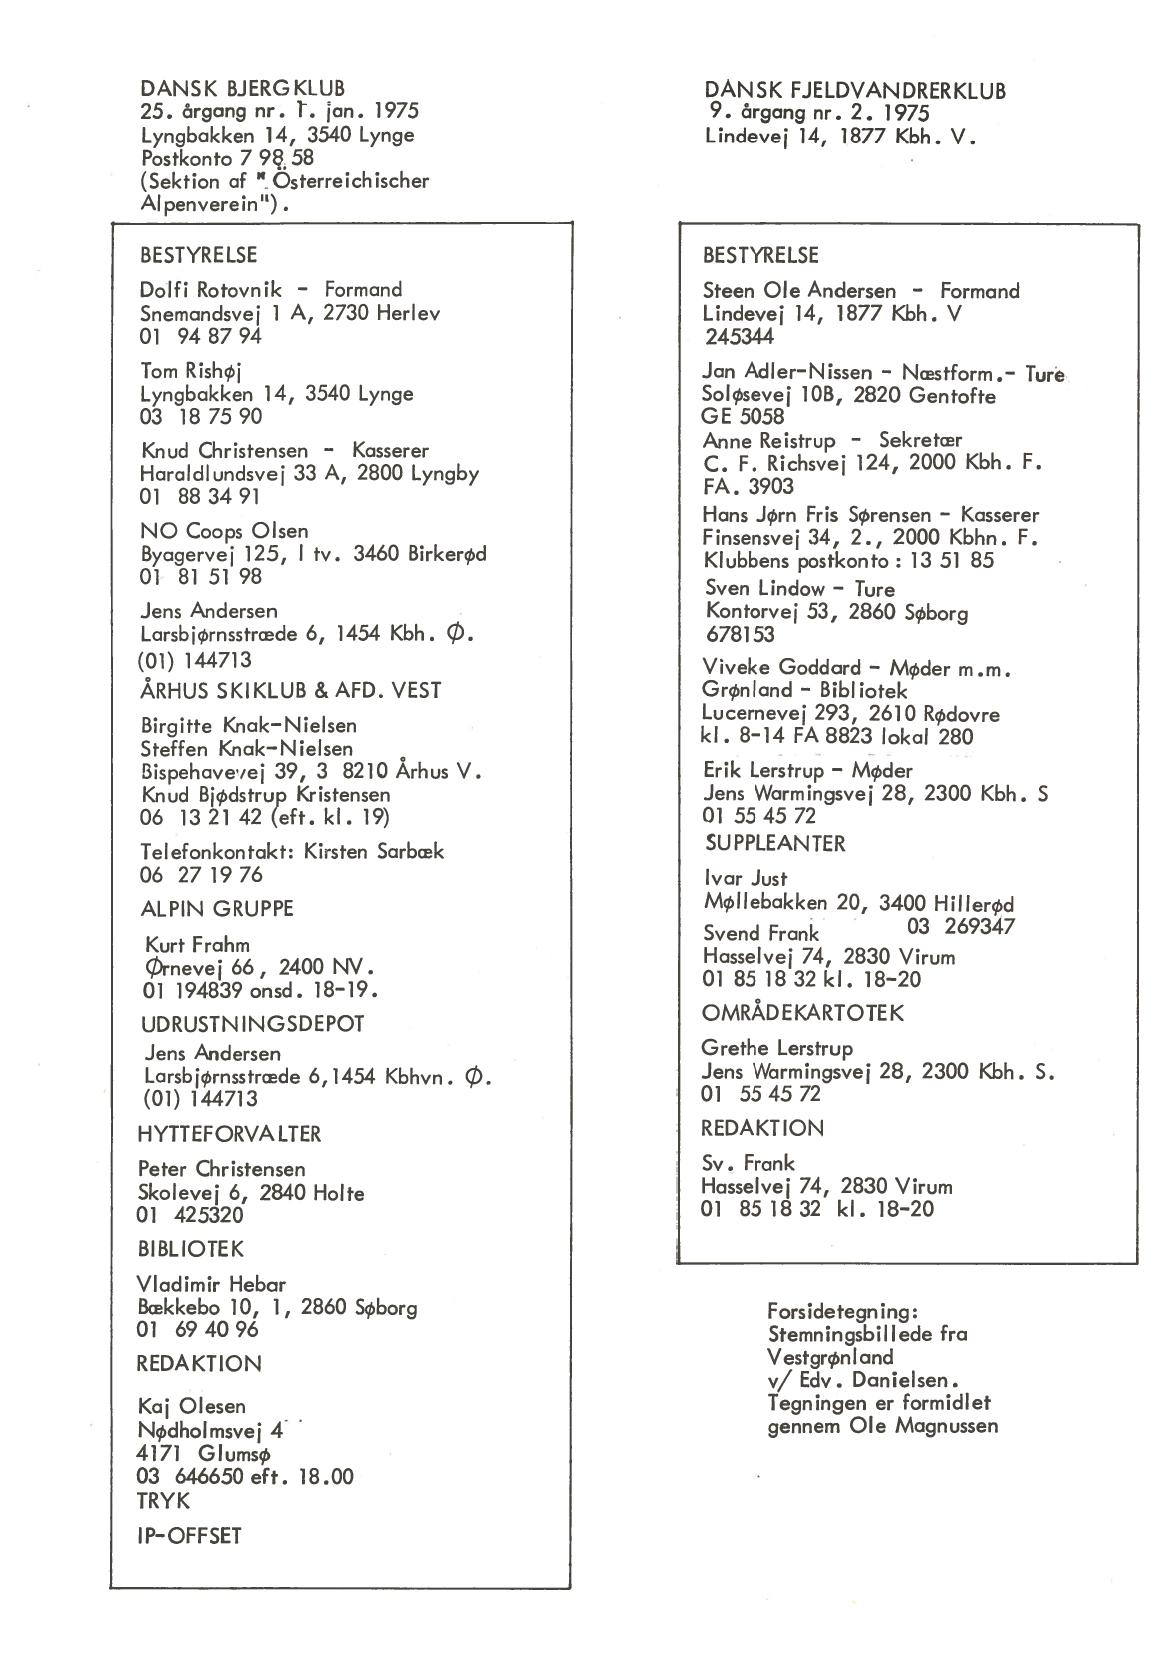 DANSK BJERGKLUB
25. årgang nr. 1. jan. 1975
Lyngbakken 14, 3540 Lynge
Postkonto 7 98 58
(Sektion af "Österreichischer
Alpenverein").
BESTYRELSE
Dolfi Rotovnik - Formand
Snemandsvej 1 A, 2730 Herlev
01 94 87 94
Tom Rishøj
Lyngbakken 14, 3540 Lynge
03 18 75 90
Knud Christensen - Kasserer
Haraldlundsvej 33 A, 2800 Lyngby
01 88 34 91
NO Coops Olsen
Byagervej 125, I tv. 3460 Birkerød
01 81 51 98
Jens Andersen
Larsbjørnsstræde 6, 1454 Kbh. Ø.
(01) 144713
ÅRHUS SKIKLUB & AFD. VEST
Birgitte Knak-Nielsen
Steffen Knak-Nielsen
Bispehavevej 39, 3 8210 Århus V.
Knud Bjødstrup Kristensen
06 13 21 42 (eft. kl. 19)
Telefonkontakt: Kirsten Sarbæk
06 27 19 76
ALPIN GRUPPE
Kurt Frahm
Ørnevej 66, 2400 NV.
01 194839 onsd. 18-19.
UDRUSTNINGSDEPOT
Jens Andersen
Larsbjørnsstræde 6,1454 Kbhvn. Ø.
(01) 144713
HYTTEFORVALTER
Peter Christensen
Skolevej 6, 2840 Holte
01 425320
BIBLIOTEK
Vladimir Hebar
Bækkebo 10, 1, 2860 Søborg
01 69 40 96
REDAKTION
Kaj Olesen
Nødholmsvej 4
4171 Glumsø
03 646650 eft. 18.00
TRYK
IP-OFFSET
DANSK FJELDVANDRERKLUB
9. årgang nr. 2. 1975
Lindevej 14, 1877 Kbh. V.
BESTYRELSE
Steen Ole Andersen - Formand
Lindevej 14, 1877 Kbh. V
245344
Jan Adler-Nissen - Næstform.- Ture
Soløsevej 10B, 2820 Gentofte
GE 5058
Anne Reistrup - Sekretær
C. F. Richsvej 124, 2000 Kbh. F.
FA. 3903
Hans Jørn Fris Sørensen - Kasserer
Finsensvej 34, 2., 2000 Kbhn. F.
Klubbens postkonto : 13 51 85
Sven Lindow - Ture
Kontorvej 53, 2860 Søborg
678153
Viveke Goddard - Møder m.m.
Grønland - Bibliotek
Lucernevej 293, 2610 Rødovre
kl. 8-14 FA 8823 lokal 280
Erik Lerstrup - Møder
Jens Warmingsvej 28, 2300 Kbh. S
01 55 45 72
SUPPLEANTER
Ivar Just
Møllebakken 20, 3400 Hillerød
03 269347
Svend Frank
Hasselvej 74, 2830 Virum
01 85 18 32 kl. 18-20
OMRÅDEKARTOTEK
Grethe Lerstrup
Jens Warmingsvej 28, 2300 Kbh. S.
01 55 45 72
REDAKTION
Sv. Frank
Hasselvej 74, 2830 Virum
01 85 18 32 kl. 18-20
Forsidetegning:
Stemningsbillede fra
Vestgrønland
v/ Edv. Danielsen.
Tegningen er formidlet
gennem Ole Magnussen